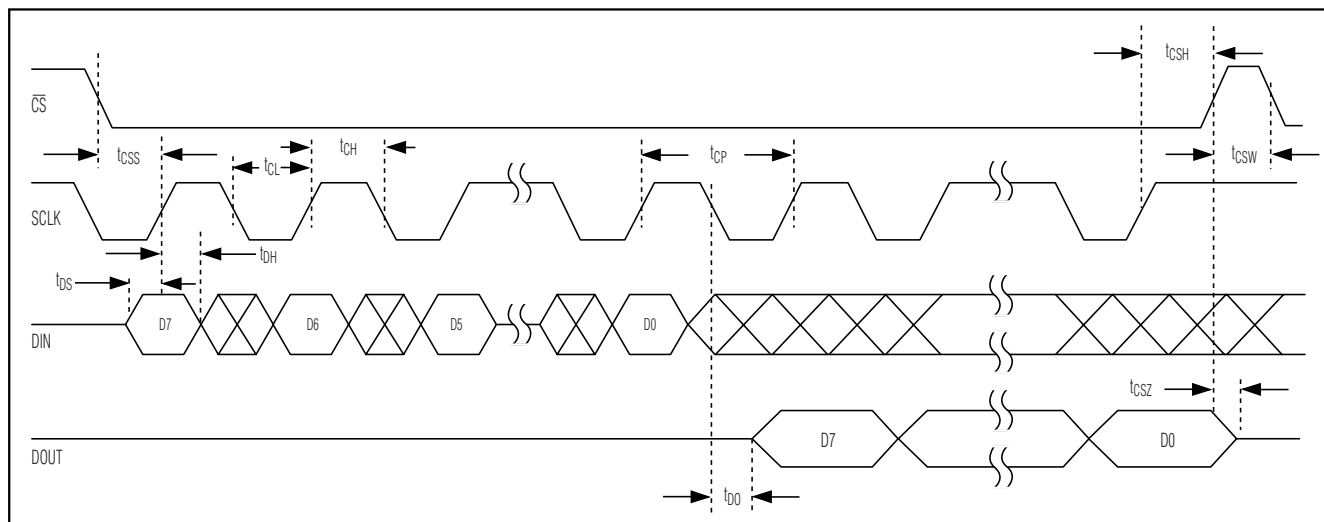 tCSH
CS
tCSS
tCL
tCH
tCP
tCSW
SCLK
tDH
tDS
D7
D6
D5
D0
DIN
tCSZ
D7
D0
DOUT
tDO